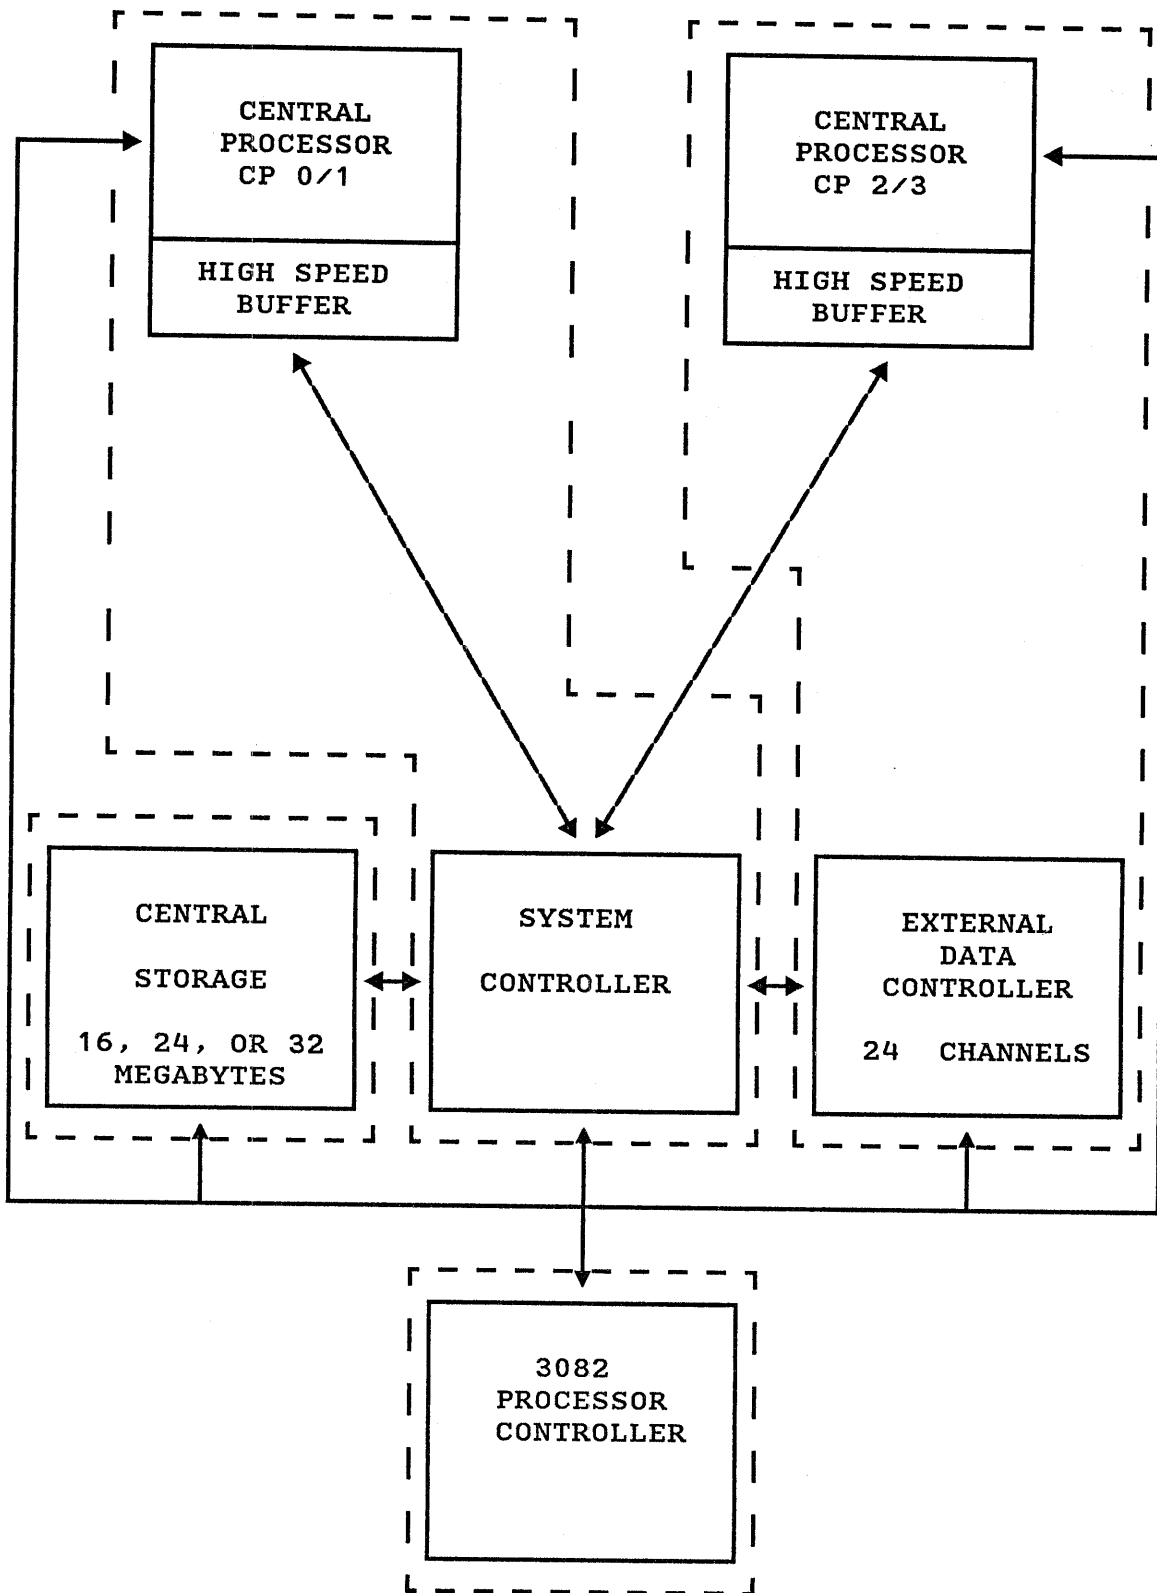 CENTRAL
PROCESSOR
CP 0/1
HIGH SPEED
BUFFER
CENTRAL
PROCESSOR
CP 2/3
HIGH SPEED
BUFFER
CENTRAL
STORAGE
16, 24, OR 32
MEGABYTES
SYSTEM
CONTROLLER
EXTERNAL
DATA
CONTROLLER
24 CHANNELS
3082
PROCESSOR
CONTROLLER